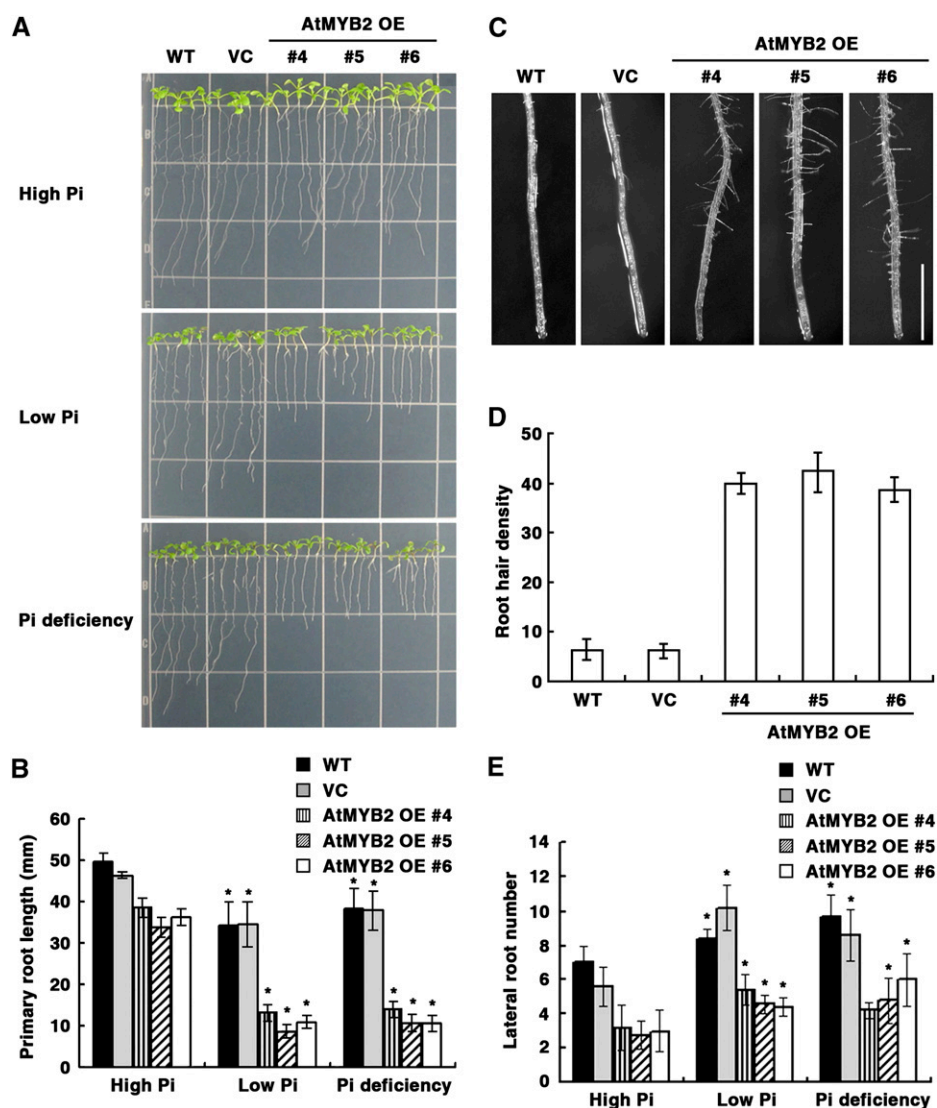 A
AtMYB2 OE
WT VC #4 #5 #6
High Pi
Low Pi
Pi deficiency
C
AtMYB2 OE
WT VC #4 #5 #6
D
Root hair density
50
40
30
20
10
0
WT VC #4 #5 #6
AtMYB2 OE
B
WT
VC
AtMYB2 OE #4
AtMYB2 OE #5
AtMYB2 OE #6
Primary root length (mm)
60
50
40
30
20
10
0
* * * * * * * * * *
High Pi Low Pi Pi deficiency
E
WT
VC
AtMYB2 OE #4
AtMYB2 OE #5
AtMYB2 OE #6
Lateral root number
14
12
10
8
6
4
2
0
* * * * * * * * *
High Pi Low Pi Pi deficiency